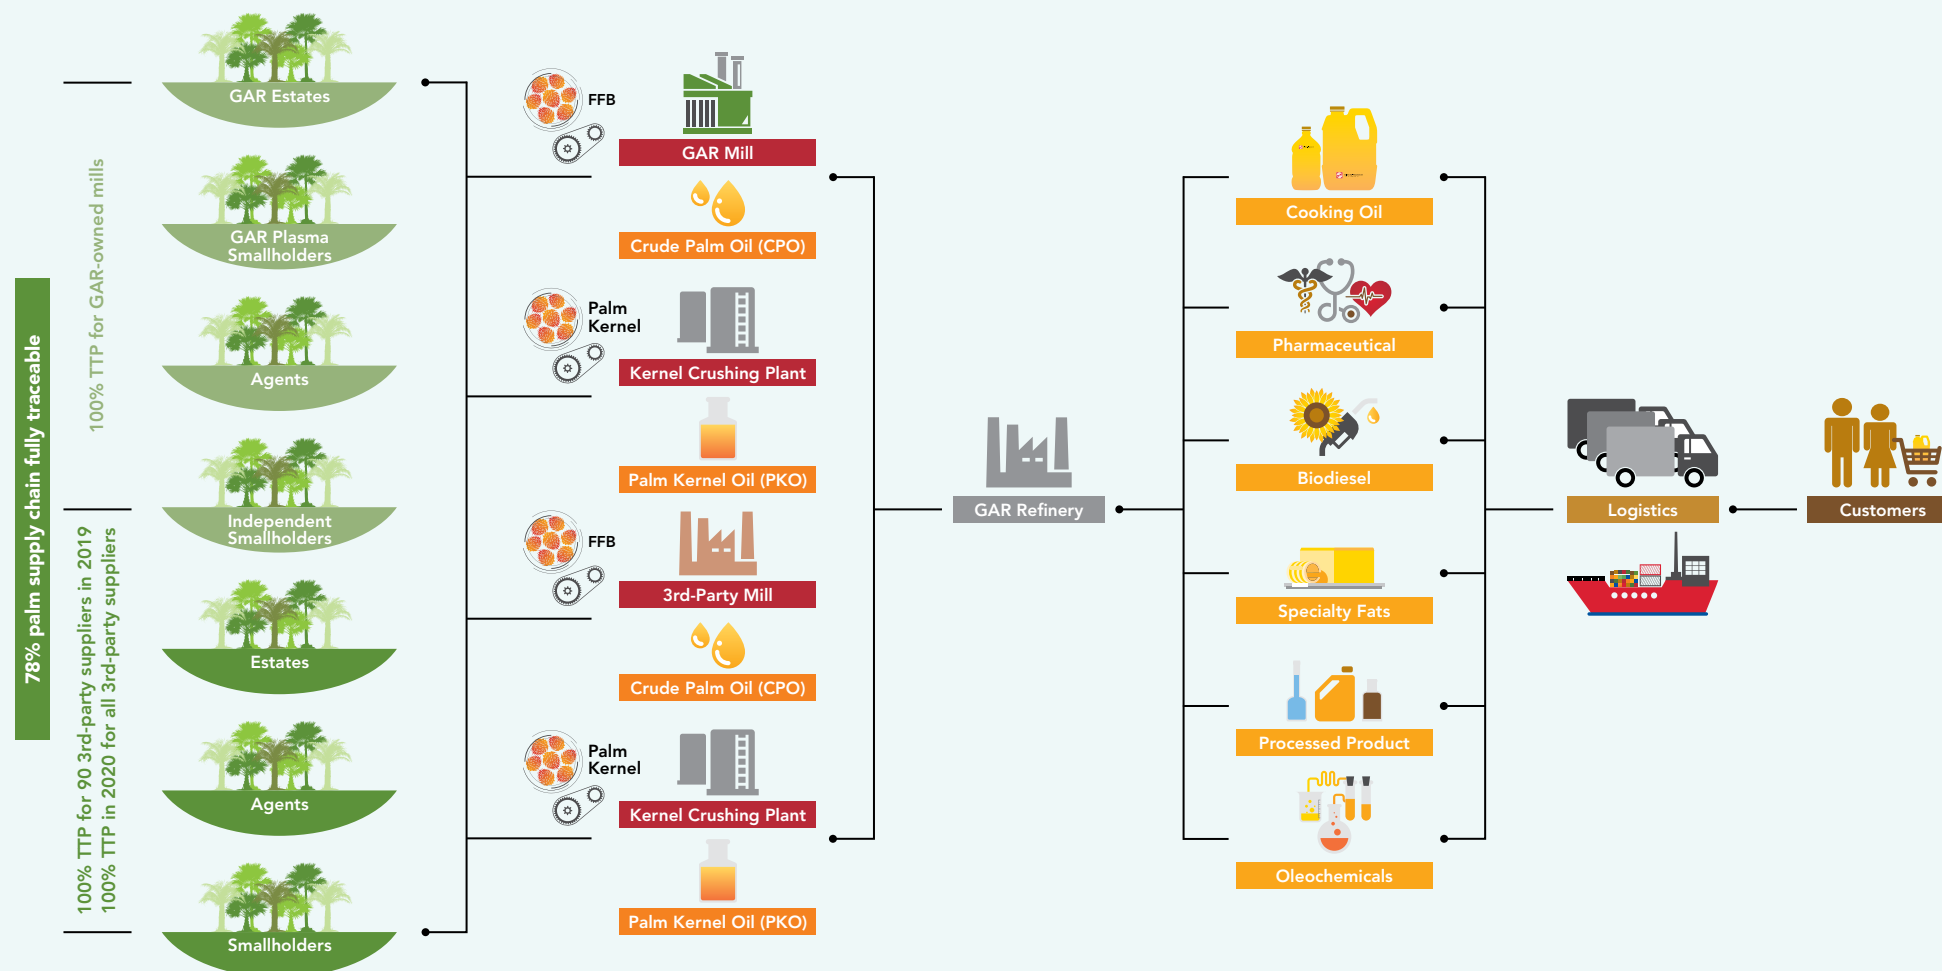 78% palm supply chain fully traceable
100% TTP for GAR-owned mills
100% TTP for 90 3rd-party suppliers in 2019
100% TTP in 2020 for all 3rd-party suppliers
GAR Estates
GAR Plasma
Smallholders
Agents
Independent
Smallholders
Estates
Agents
Smallholders
FFB
GAR Mill
Crude Palm Oil (CPO)
Palm
Kernel
Kernel Crushing Plant
Palm Kernel Oil (PKO)
FFB
3rd-Party Mill
Crude Palm Oil (CPO)
Palm
Kernel
Kernel Crushing Plant
Palm Kernel Oil (PKO)
GAR Refinery
Cooking Oil
Pharmaceutical
Biodiesel
Specialty Fats
Processed Product
Oleochemicals
Logistics
Customers